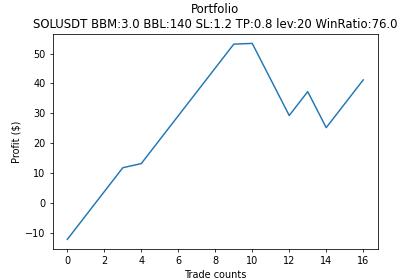 Portfolio
SOLUSDT BBM:3.0 BBL:140 SL:1.2 TP:0.8 lev:20 WinRatio:76.0
50
40
30
20
10
0
−10
Profit ($)
0 2 4 6 8 10 12 14 16
Trade counts